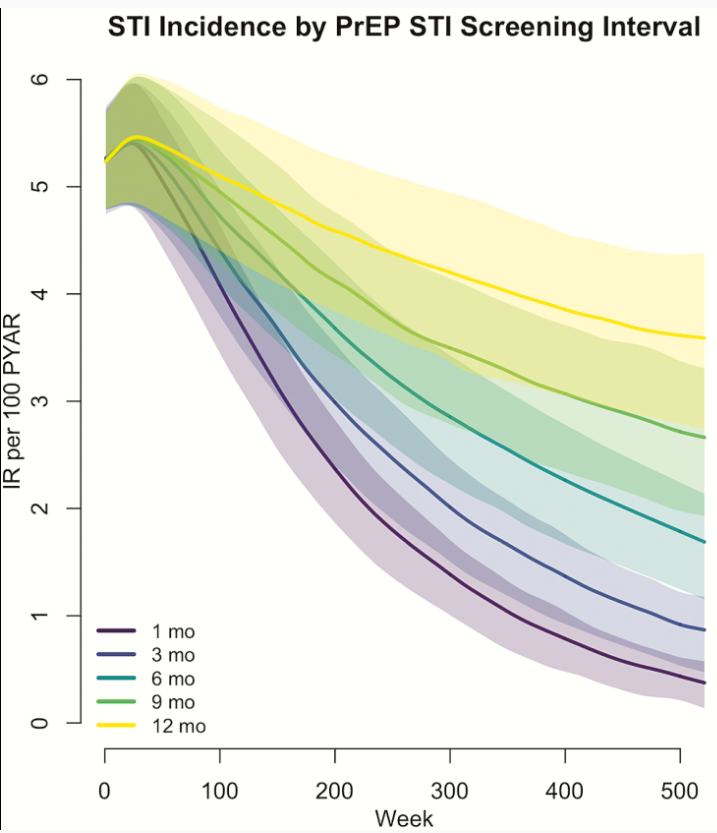 STI Incidence by PrEP STI Screening Interval
IR per 100 PYAR
6
5
4
3
2
1
0
1 mo
3 mo
6 mo
9 mo
12 mo
0 100 200 300 400 500
Week